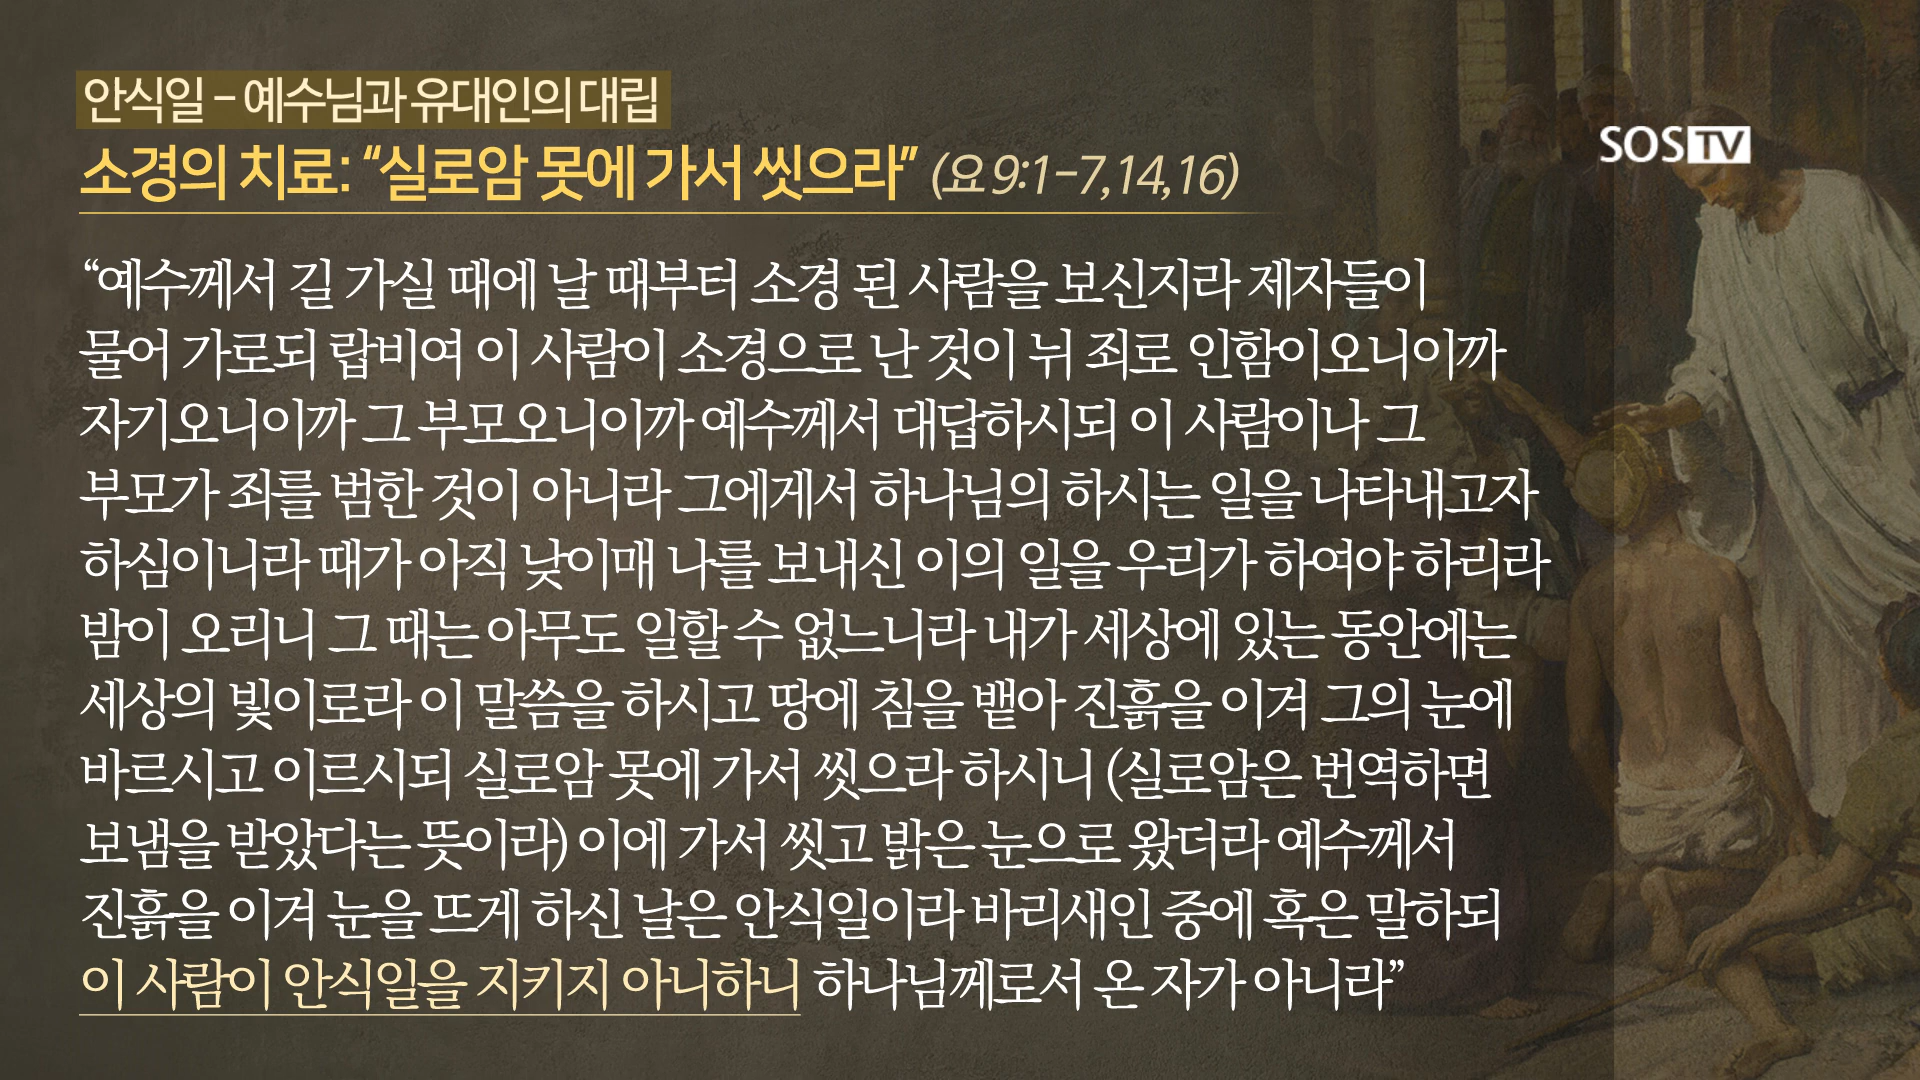 안식일 - 예수님과 유대인의 대립
소경의 치료: “실로암 못에 가서 씻으라” (요 9:1-7, 14, 16)
SOSTV
“예수께서 길 가실 때에 날 때부터 소경 된 사람을 보신지라 제자들이
물어 가로되 랍비여 이 사람이 소경으로 난 것이 뉘 죄로 인함이오니이까
자기오니이까 그 부모오니이까 예수께서 대답하시되 이 사람이나 그
부모가 죄를 범한 것이 아니라 그에게서 하나님의 하시는 일을 나타내고자
하심이니라 때가 아직 낮이매 나를 보내신 이의 일을 우리가 하여야 하리라
밤이 오리니 그 때는 아무도 일할 수 없느니라 내가 세상에 있는 동안에는
세상의 빛이로라 이 말씀을 하시고 땅에 침을 뱉아 진흙을 이겨 그의 눈에
바르시고 이르시되 실로암 못에 가서 씻으라 하시니 (실로암은 번역하면
보냄을 받았다는 뜻이라) 이에 가서 씻고 밝은 눈으로 왔더라 예수께서
진흙을 이겨 눈을 뜨게 하신 날은 안식일이라 바리새인 중에 혹은 말하되
이 사람이 안식일을 지키지 아니하니 하나님께로서 온 자가 아니라”